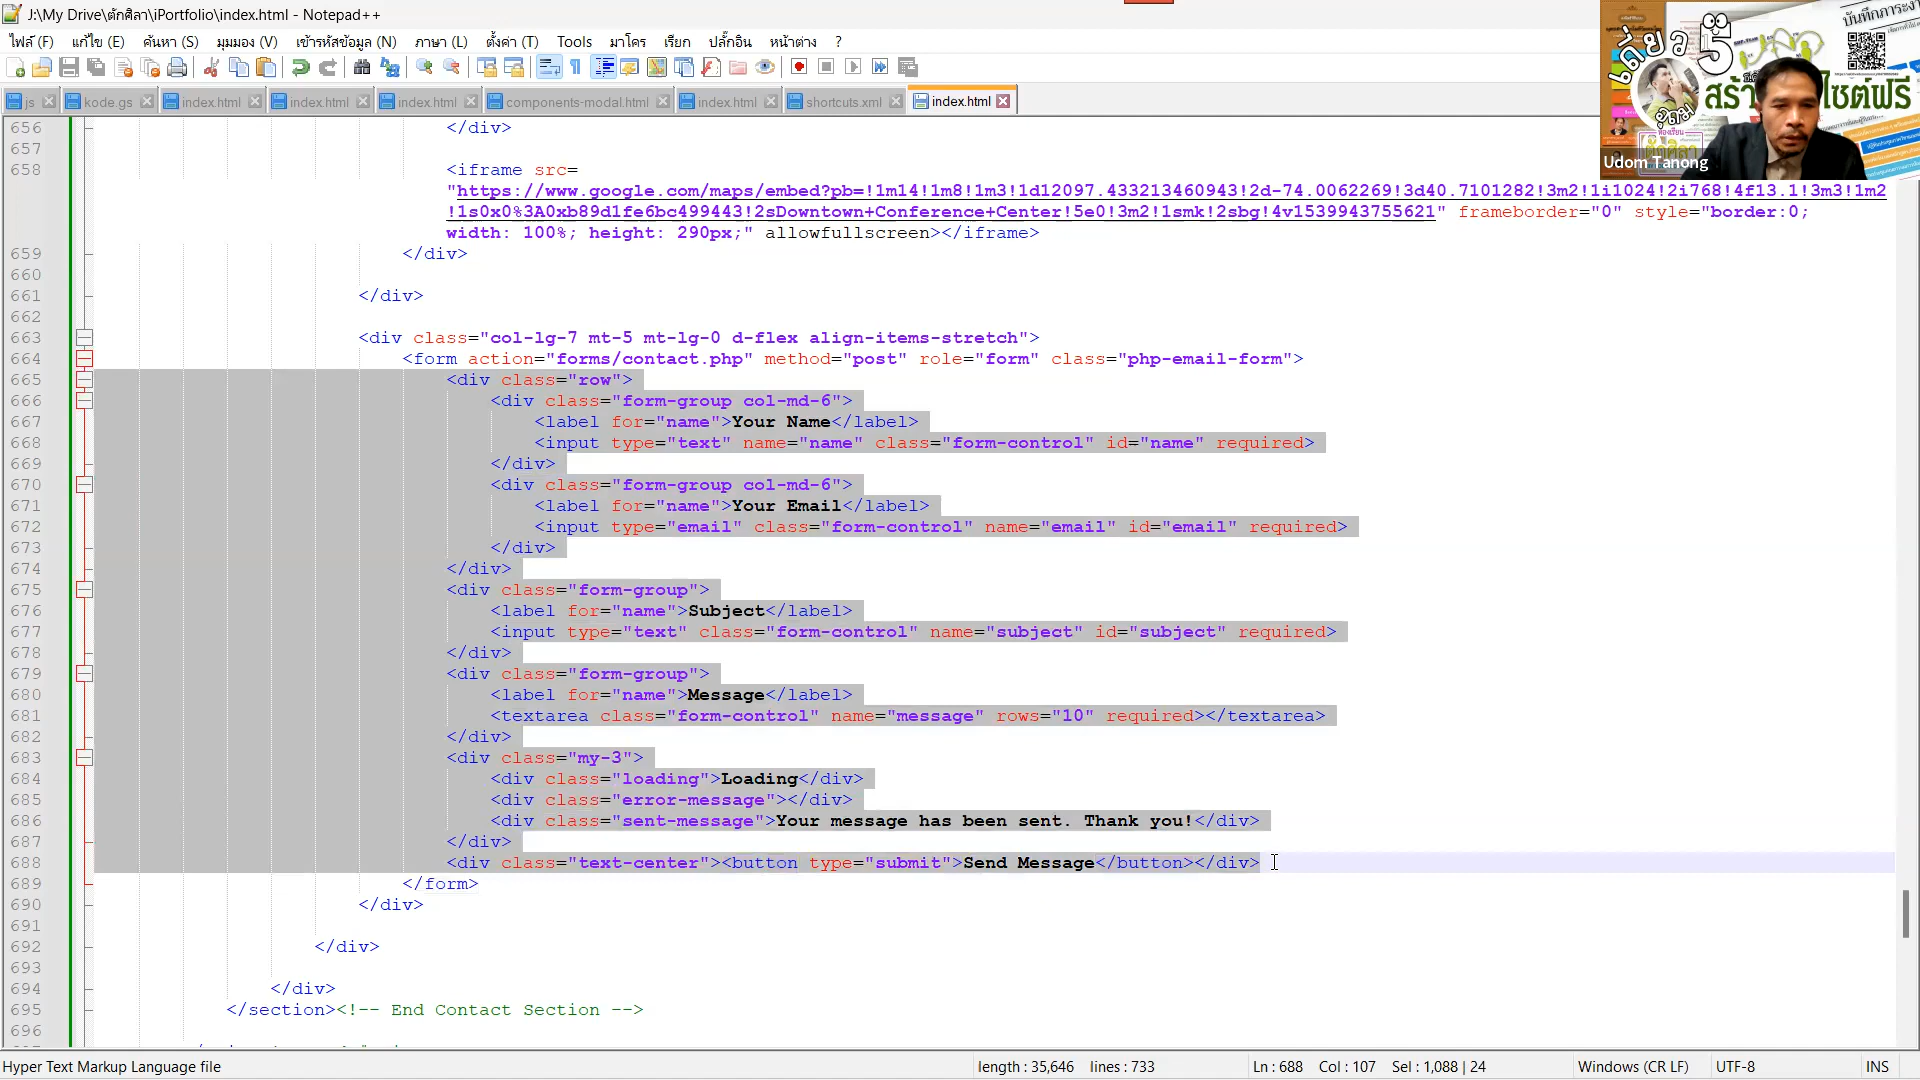 J:\My Drive\ตักศิลา\iPortfolio\index.html - Notepad++
ไฟล์ (F) แก้ไข (E) ค้นหา (S) มุมมอง (V) เข้ารหัสข้อมูล (N) ภาษา (L) ตั้งค่า (T) Tools มาโคร เรียก ปลั๊กอิน หน้าต่าง ?
js kode.gs index.html index.html index.html components-modal.html index.html shortcuts.xml index.html
656 </div>
657
658 <iframe src=
"https://www.google.com/maps/embed?pb=!1m14!1m8!1m3!1d12097.433213460943!2d-74.0062269!3d40.7101282!3m2!1i1024!2i768!4f13.1!3m3!1m2
!1s0x0%3A0xb89d1fe6bc499443!2sDowntown+Conference+Center!5e0!3m2!1smk!2sbg!4v1539943755621" frameborder="0" style="border:0;
width: 100%; height: 290px;" allowfullscreen></iframe>
659 </div>
660
661 </div>
662
663 <div class="col-lg-7 mt-5 mt-lg-0 d-flex align-items-stretch">
664 <form action="forms/contact.php" method="post" role="form" class="php-email-form">
665 <div class="row">
666 <div class="form-group col-md-6">
667 <label for="name">Your Name</label>
668 <input type="text" name="name" class="form-control" id="name" required>
669 </div>
670 <div class="form-group col-md-6">
671 <label for="name">Your Email</label>
672 <input type="email" class="form-control" name="email" id="email" required>
673 </div>
674 </div>
675 <div class="form-group">
676 <label for="name">Subject</label>
677 <input type="text" class="form-control" name="subject" id="subject" required>
678 </div>
679 <div class="form-group">
680 <label for="name">Message</label>
681 <textarea class="form-control" name="message" rows="10" required></textarea>
682 </div>
683 <div class="my-3">
684 <div class="loading">Loading</div>
685 <div class="error-message"></div>
686 <div class="sent-message">Your message has been sent. Thank you!</div>
687 </div>
688 <div class="text-center"><button type="submit">Send Message</button></div>
689 </form>
690 </div>
691
692 </div>
693
694 </div>
695 </section><!-- End Contact Section -->
696
Hyper Text Markup Language file length : 35,646 lines : 733 Ln : 688 Col : 107 Sel : 1,088 | 24 Windows (CR LF) UTF-8 INS
บันทึกภาระงา
เดี่ยว 5
อุดม
Udom Tanong